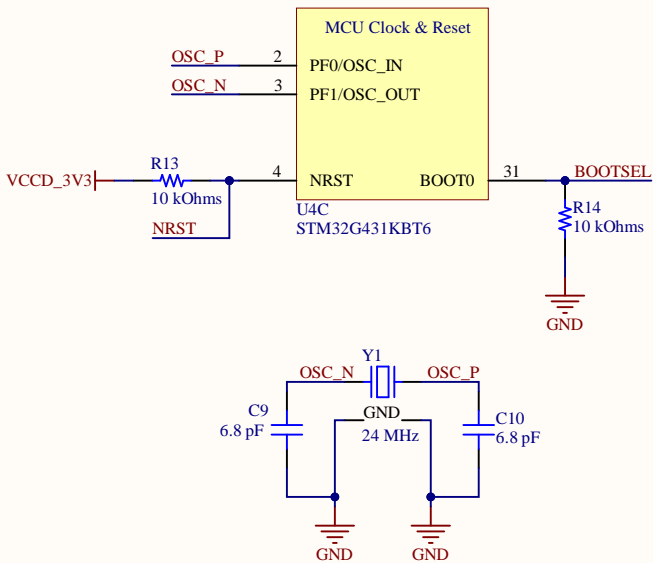 MCU Clock & Reset
OSC_P 2 PF0/OSC_IN
OSC_N 3 PF1/OSC_OUT
R13
VCCD_3V3 4 NRST BOOT0 31 BOOTSEL
10 kOhms
NRST
U4C
STM32G431KBT6
R14
10 kOhms
GND
Y1
OSC_N OSC_P
C9 GND C10
6.8 pF 24 MHz 6.8 pF
GND GND